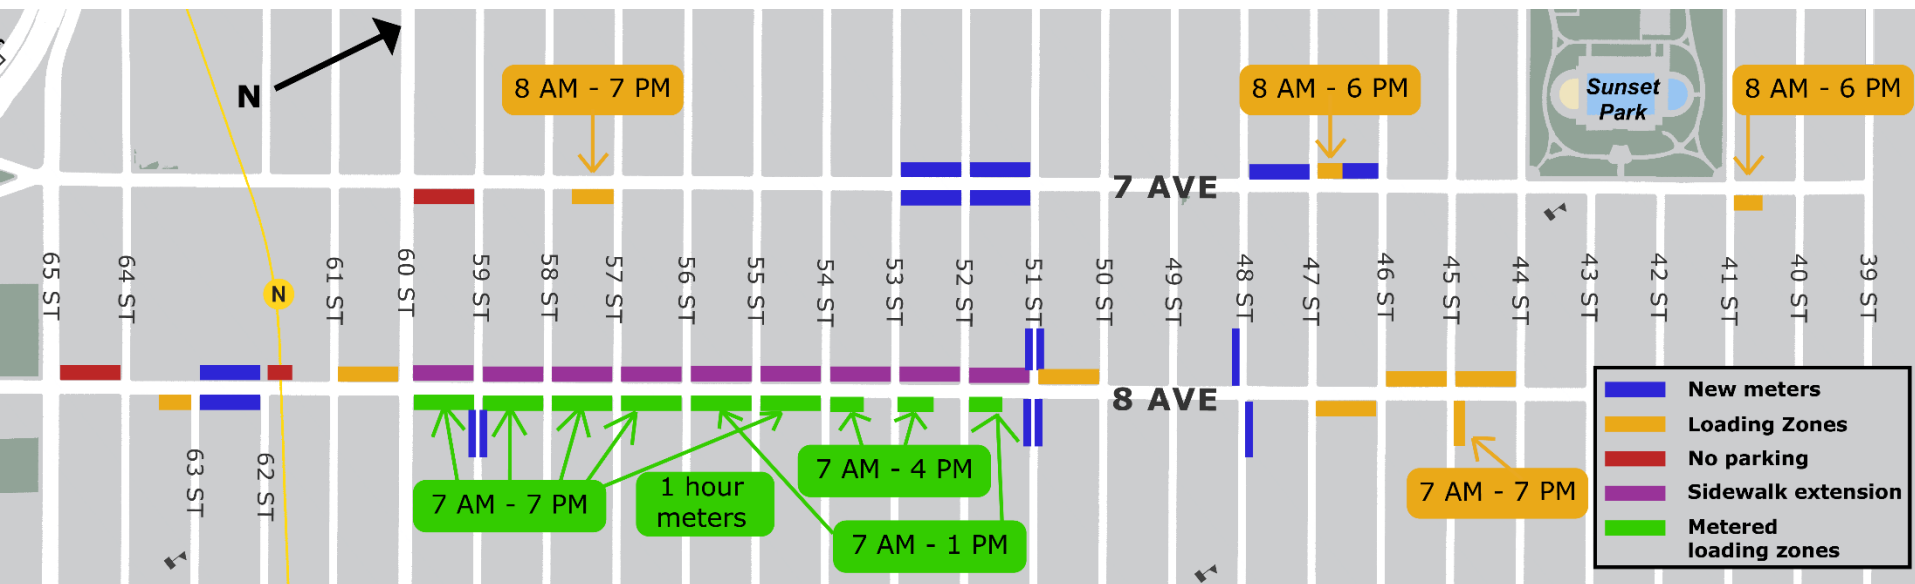 N
8 AM - 7 PM
8 AM - 6 PM
Sunset
Park
8 AM - 6 PM
7 AVE
65 ST
64 ST
N
61 ST
60 ST
59 ST
58 ST
57 ST
56 ST
55 ST
54 ST
53 ST
52 ST
51 ST
50 ST
49 ST
48 ST
47 ST
46 ST
45 ST
44 ST
43 ST
42 ST
41 ST
40 ST
39 ST
8 AVE
63 ST
62 ST
7 AM - 7 PM
1 hour
meters
7 AM - 4 PM
7 AM - 1 PM
7 AM - 7 PM
New meters
Loading Zones
No parking
Sidewalk extension
Metered
loading zones